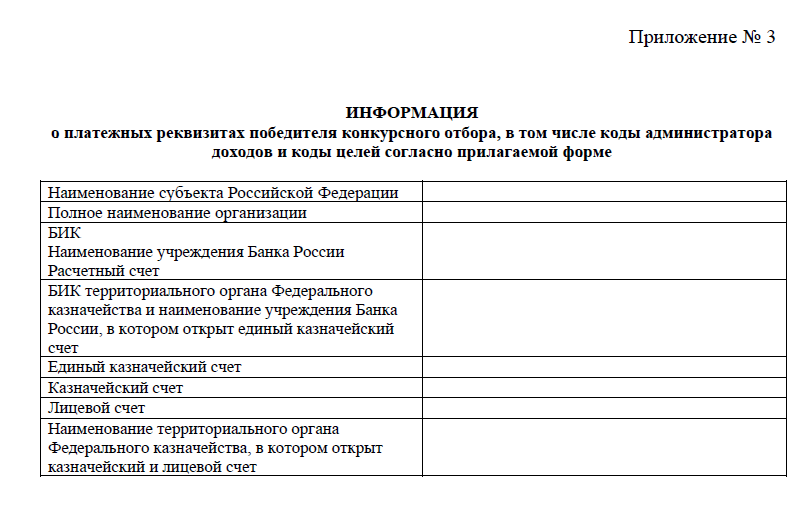 Приложение № 3
ИНФОРМАЦИЯ
о платежных реквизитах победителя конкурсного отбора, в том числе коды администратора
доходов и коды целей согласно прилагаемой форме
Наименование субъекта Российской Федерации
Полное наименование организации
БИК
Наименование учреждения Банка России
Расчетный счет
БИК территориального органа Федерального
казначейства и наименование учреждения Банка
России, в котором открыт единый казначейский
счет
Единый казначейский счет
Казначейский счет
Лицевой счет
Наименование территориального органа
Федерального казначейства, в котором открыт
казначейский и лицевой счет